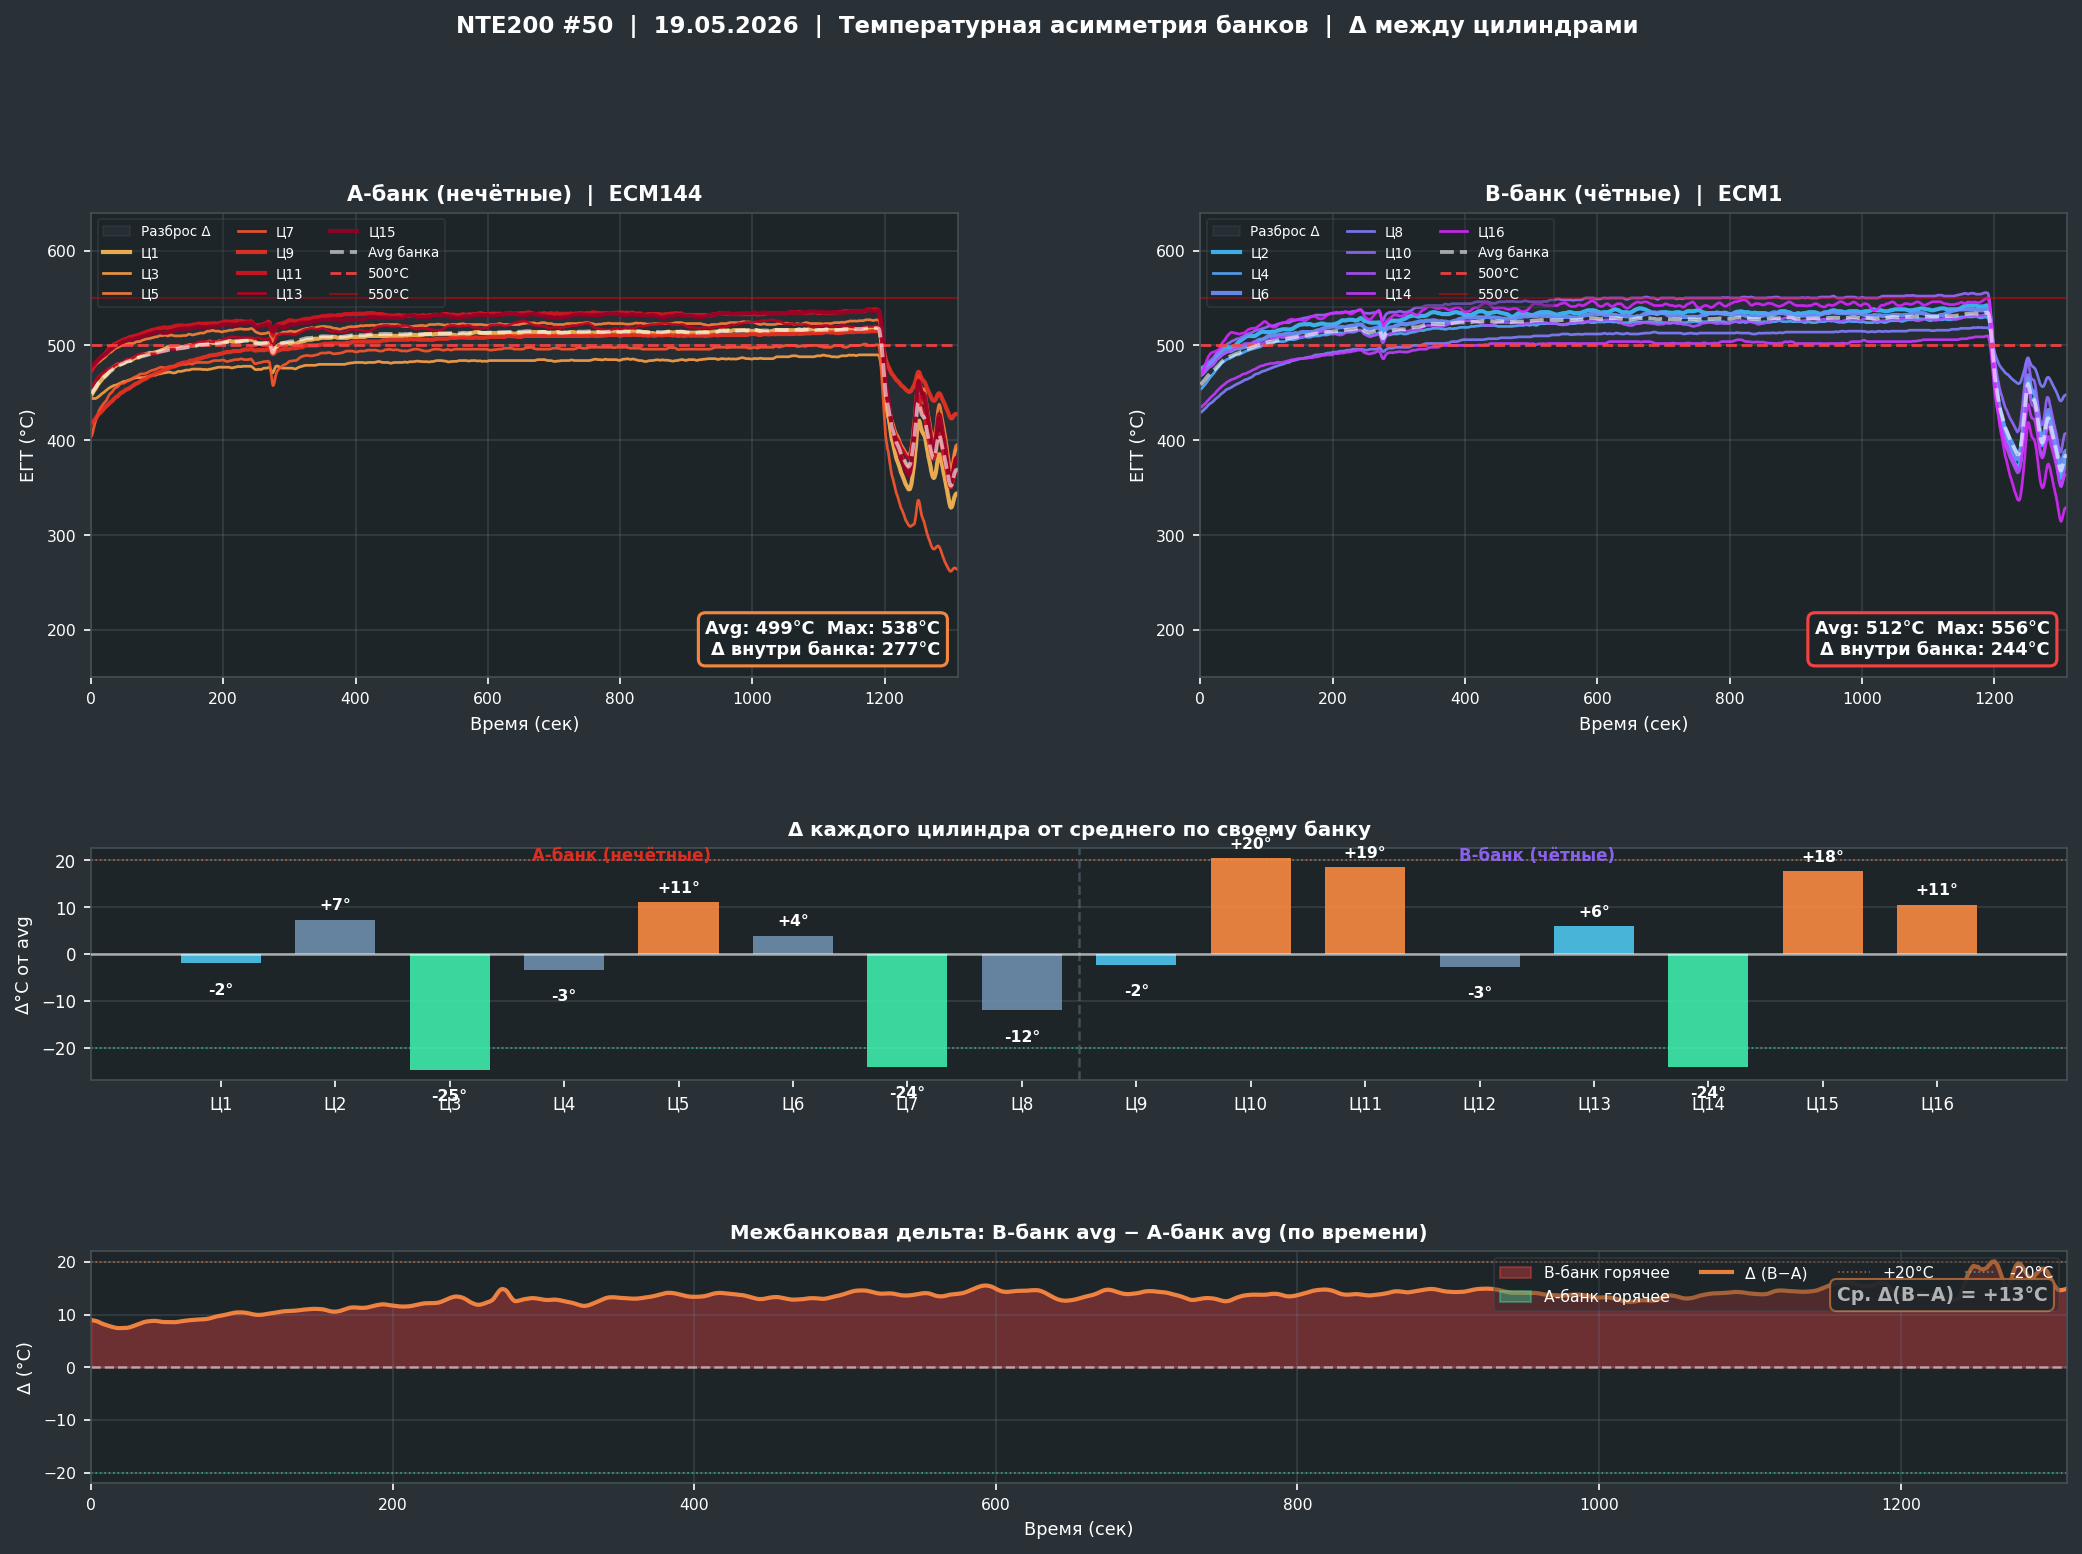 NTE200 #50 | 19.05.2026 | Температурная асимметрия банков | Δ между цилиндрами
А-банк (нечётные) | ECM144
Разброс Δ
Ц1
Ц3
Ц5
Ц7
Ц9
Ц11
Ц13
Ц15
Avg банка
500°C
550°C
ЕГТ (°C)
600
500
400
300
200
Avg: 499°C Max: 538°C
Δ внутри банка: 277°C
0 200 400 600 800 1000 1200
Время (сек)
В-банк (чётные) | ECM1
Разброс Δ
Ц2
Ц4
Ц6
Ц8
Ц10
Ц12
Ц14
Ц16
Avg банка
500°C
550°C
ЕГТ (°C)
600
500
400
300
200
Avg: 512°C Max: 556°C
Δ внутри банка: 244°C
0 200 400 600 800 1000 1200
Время (сек)
Δ каждого цилиндра от среднего по своему банку
А-банк (нечётные)
В-банк (чётные)
Δ°C от avg
20
10
0
−10
−20
-2° +7° -25° -3° +11° +4° -24° -12° -2° +20° +19° -3° +6° -24° +18° +11°
Ц1 Ц2 Ц3 Ц4 Ц5 Ц6 Ц7 Ц8 Ц9 Ц10 Ц11 Ц12 Ц13 Ц14 Ц15 Ц16
Межбанковая дельта: В-банк avg − А-банк avg (по времени)
В-банк горячее
А-банк горячее
Δ (B−A)
+20°C
-20°C
Ср. Δ(B−A) = +13°C
Δ (°C)
20
10
0
−10
−20
0 200 400 600 800 1000 1200
Время (сек)